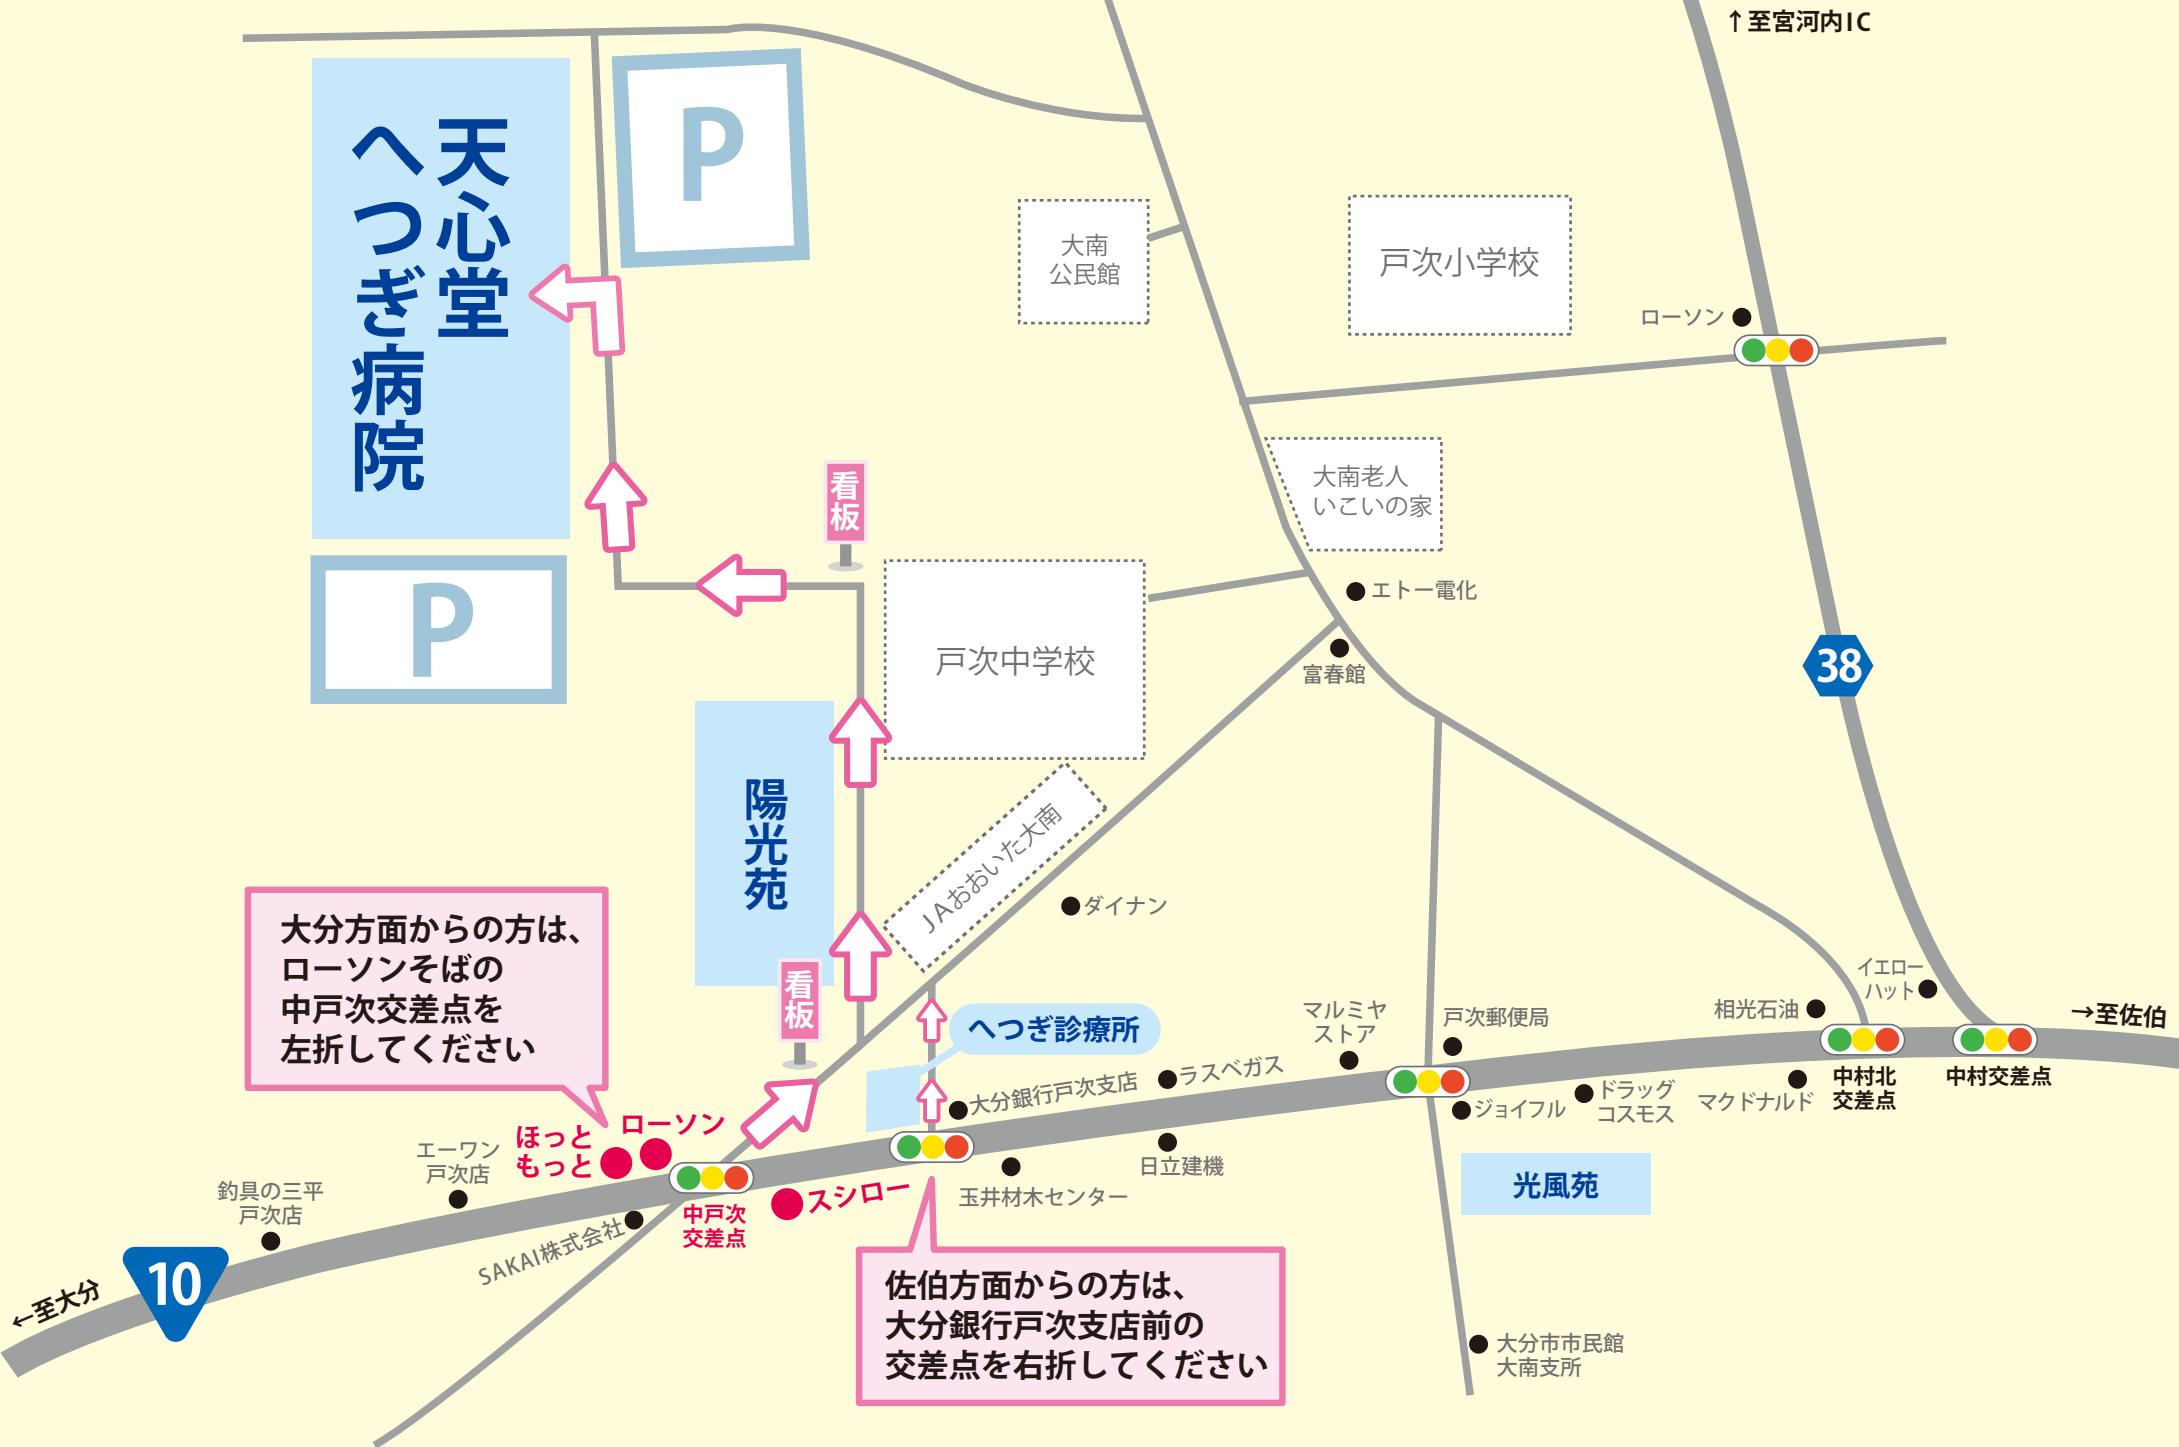 ↑至宮河内IC
天心堂
へつぎ病院
P
P
大南
公民館
戸次小学校
ローソン
大南老人
いこいの家
看板
エトー電化
戸次中学校
富春館
38
陽光苑
JAおおいた大南
ダイナン
大分方面からの方は、
ローソンそばの
中戸次交差点を
左折してください
看板
へつぎ診療所
イエロー
ハット
相光石油
→至佐伯
マルミヤ
ストア
戸次郵便局
中村北
交差点
中村交差点
大分銀行戸次支店
ラスベガス
ジョイフル
ドラッグ
コスモス
マクドナルド
ほっと
もっと
ローソン
エーワン
戸次店
日立建機
釣具の三平
戸次店
中戸次
交差点
スシロー
玉井材木センター
光風苑
SAKAI株式会社
10
←至大分
佐伯方面からの方は、
大分銀行戸次支店前の
交差点を右折してください
大分市市民館
大南支所